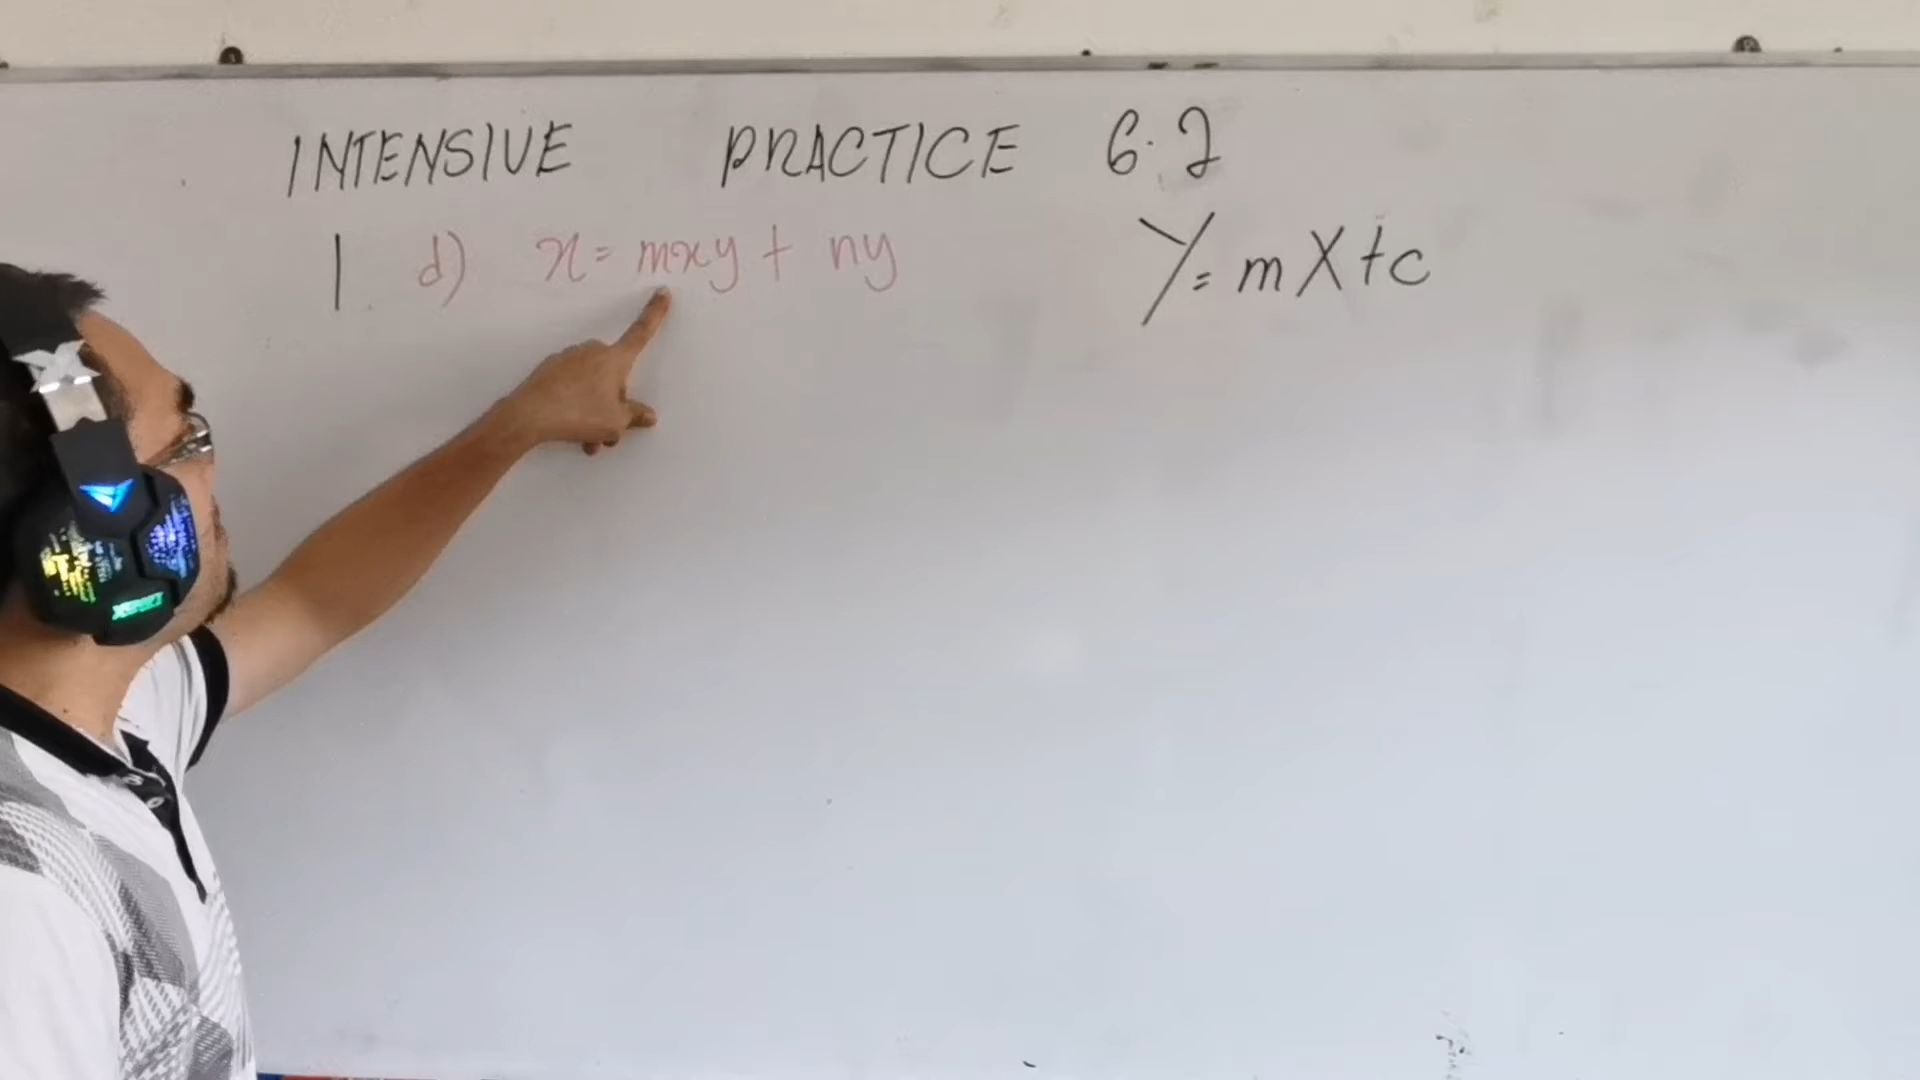 INTENSIVE PRACTICE 6.2
1 d) x = mxy + ny
Y = mX + c